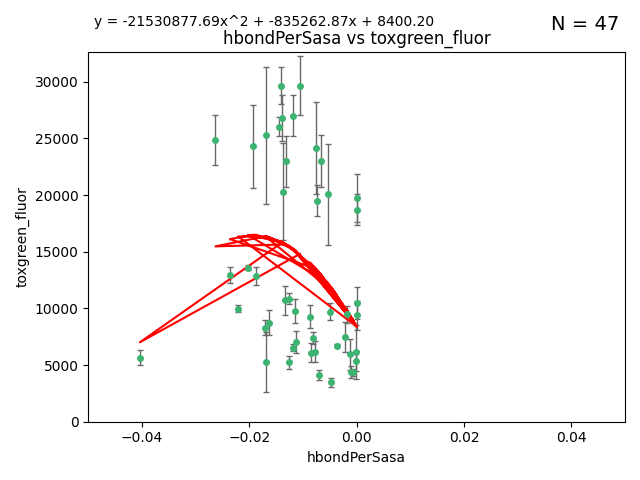 y = -21530877.69x^2 + -835262.87x + 8400.20
N = 47
hbondPerSasa vs toxgreen_fluor
toxgreen_fluor
30000
25000
20000
15000
10000
5000
0
−0.04
−0.02
0.00
0.02
0.04
hbondPerSasa